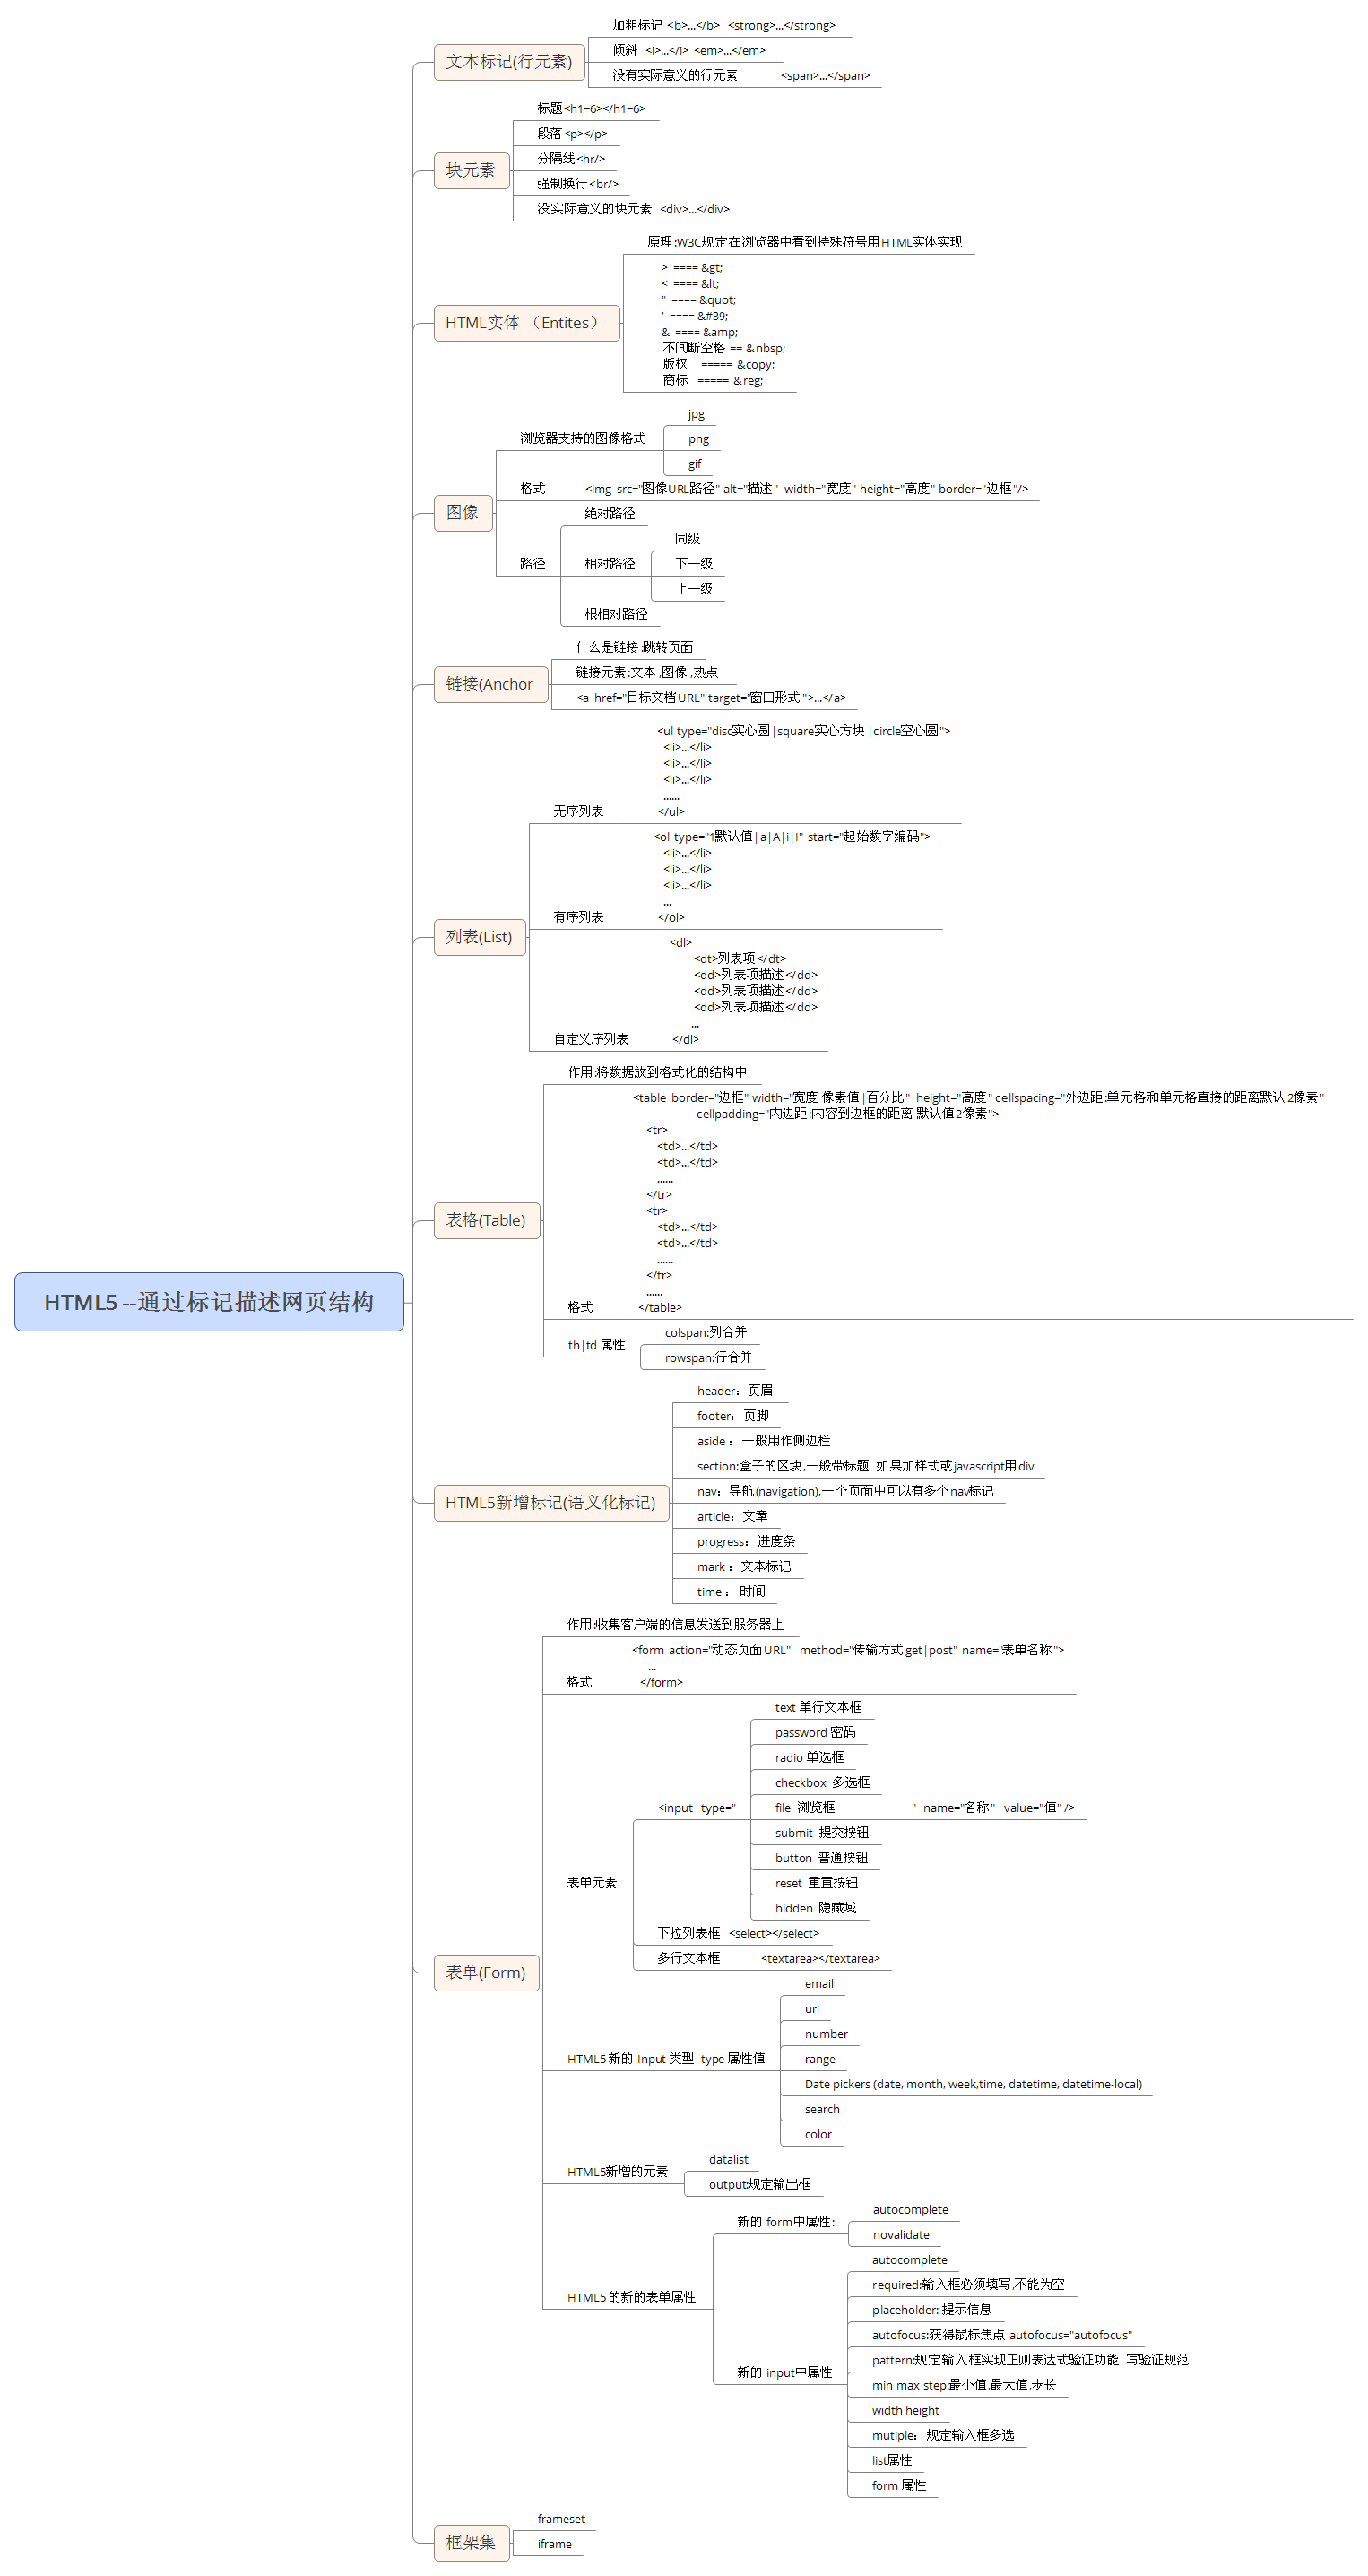 HTML5 --通过标记描述网页结构
文本标记(行元素)
加粗标记 <b>...</b> <strong>...</strong>
倾斜 <i>...</i> <em>...</em>
没有实际意义的行元素 <span>...</span>
块元素
标题<h1-6></h1-6>
段落<p></p>
分隔线<hr/>
强制换行<br/>
没实际意义的块元素 <div>...</div>
HTML实体 （Entites）
原理:W3C规定在浏览器中看到特殊符号用HTML实体实现
> ==== &gt;
< ==== &lt;
" ==== &quot;
' ==== &#39;
& ==== &amp;
不间断空格 == &nbsp;
版权 ===== &copy;
商标 ===== &reg;
图像
浏览器支持的图像格式
jpg
png
gif
格式 <img src="图像URL路径" alt="描述" width="宽度" height="高度" border="边框"/>
路径
绝对路径
相对路径
同级
下一级
上一级
根相对路径
链接(Anchor
什么是链接:跳转页面
链接元素:文本,图像,热点
<a href="目标文档URL" target="窗口形式">...</a>
列表(List)
<ul type="disc实心圆|square实心方块|circle空心圆">
<li>...</li>
<li>...</li>
<li>...</li>
......
无序列表 </ul>
<ol type="1默认值|a|A|i|I" start="起始数字编码">
<li>...</li>
<li>...</li>
<li>...</li>
...
有序列表 </ol>
<dl>
<dt>列表项</dt>
<dd>列表项描述</dd>
<dd>列表项描述</dd>
<dd>列表项描述</dd>
...
自定义序列表 </dl>
表格(Table)
作用:将数据放到格式化的结构中
<table border="边框" width="宽度 像素值|百分比" height="高度" cellspacing="外边距:单元格和单元格直接的距离默认2像素"
cellpadding="内边距:内容到边框的距离 默认值2像素">
<tr>
<td>...</td>
<td>...</td>
......
</tr>
<tr>
<td>...</td>
<td>...</td>
......
</tr>
......
格式 </table>
th|td 属性
colspan:列合并
rowspan:行合并
HTML5新增标记(语义化标记)
header：页眉
footer：页脚
aside：一般用作侧边栏
section:盒子的区块,一般带标题 如果加样式或javascript用div
nav：导航(navigation),一个页面中可以有多个nav标记
article：文章
progress：进度条
mark：文本标记
time：时间
表单(Form)
作用:收集客户端的信息发送到服务器上
<form action="动态页面URL" method="传输方式get|post" name="表单名称">
...
格式 </form>
表单元素
<input type="
text 单行文本框
password 密码
radio 单选框
checkbox 多选框
file 浏览框
submit 提交按钮
button 普通按钮
reset 重置按钮
hidden 隐藏域
" name="名称" value="值" />
下拉列表框 <select></select>
多行文本框 <textarea></textarea>
HTML5 新的 Input 类型 type 属性值
email
url
number
range
Date pickers (date, month, week,time, datetime, datetime-local)
search
color
HTML5新增的元素
datalist
output:规定输出框
HTML5 的新的表单属性
新的 form中属性：
autocomplete
novalidate
新的 input中属性
autocomplete
required:输入框必须填写,不能为空
placeholder: 提示信息
autofocus:获得鼠标焦点 autofocus="autofocus"
pattern:规定输入框实现正则表达式验证功能 写验证规范
min max step:最小值,最大值,步长
width height
mutiple：规定输入框多选
list属性
form 属性
框架集
frameset
iframe